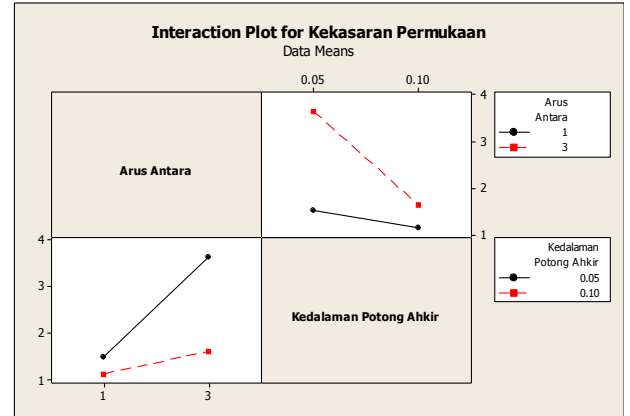 Interaction Plot for Kekasaran Permukaan
Data Means
0.05 0.10
4
3
2
1
Arus Antara
Arus
Antara
1
3
4
3
2
1
Kedalaman Potong Ahkir
Kedalaman
Potong Ahkir
0.05
0.10
1 3